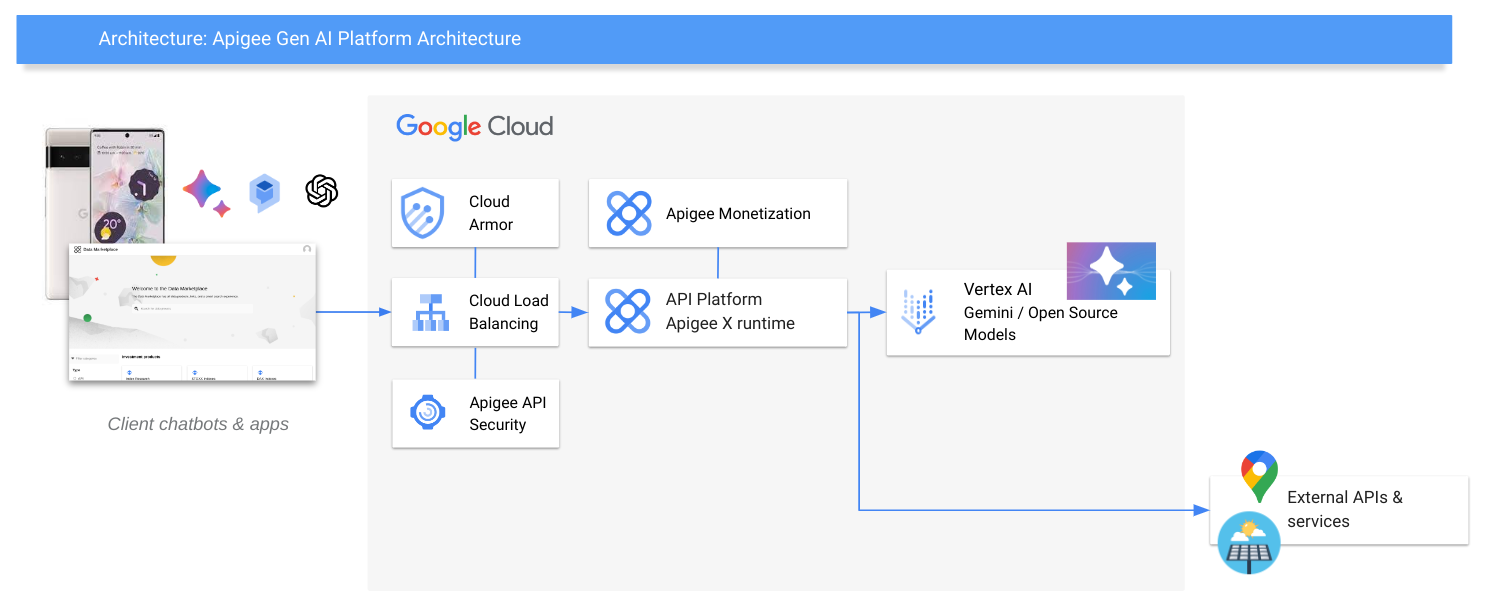 Architecture: Apigee Gen AI Platform Architecture
Google Cloud
G
20°
Data Marketplace
Welcome to the Data Marketplace
Investment products
Type
Client chatbots & apps
Cloud
Armor
Apigee Monetization
Cloud Load
Balancing
API Platform
Apigee X runtime
Vertex AI
Gemini / Open Source
Models
Apigee API
Security
External APIs &
services